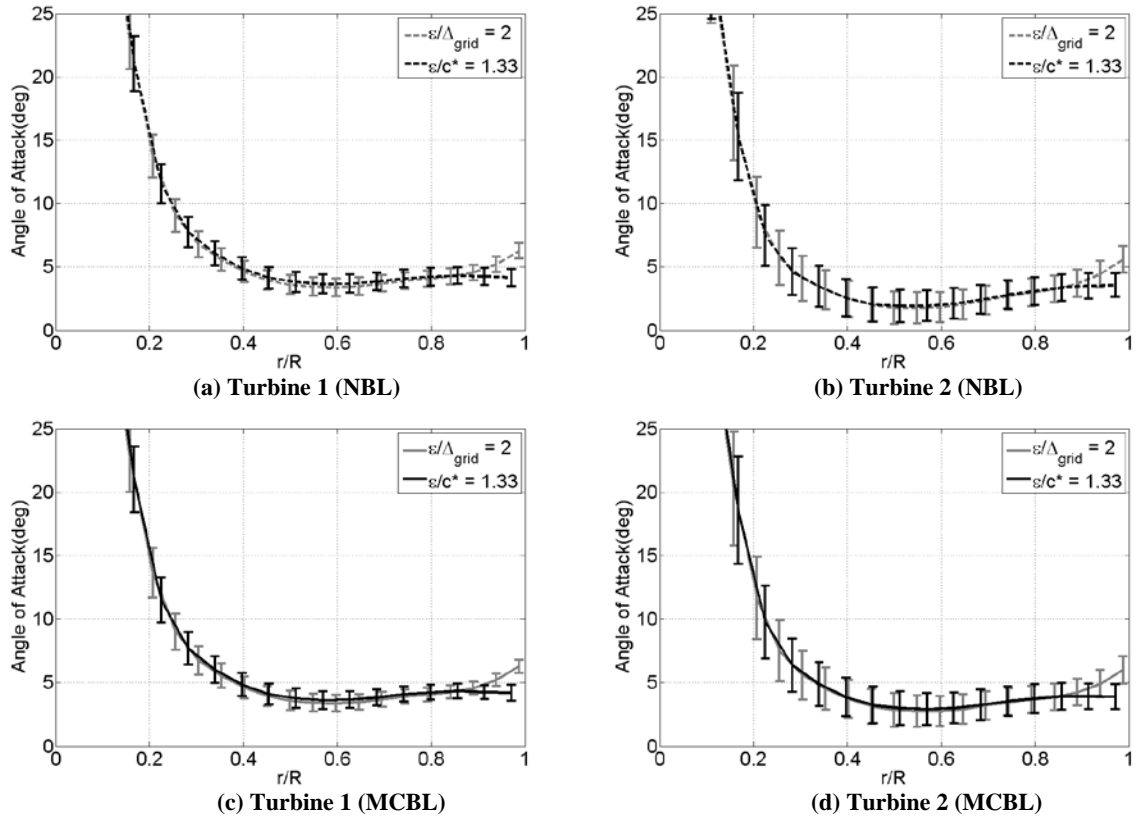 25
20
15
10
5
0
Angle of Attack(deg)
ε/Δgrid = 2
ε/c* = 1.33
0 0.2 0.4 0.6 0.8 1
r/R
(a) Turbine 1 (NBL)
25
20
15
10
5
0
Angle of Attack(deg)
ε/Δgrid = 2
ε/c* = 1.33
0 0.2 0.4 0.6 0.8 1
r/R
(b) Turbine 2 (NBL)
25
20
15
10
5
0
Angle of Attack(deg)
ε/Δgrid = 2
ε/c* = 1.33
0 0.2 0.4 0.6 0.8 1
r/R
(c) Turbine 1 (MCBL)
25
20
15
10
5
0
Angle of Attack(deg)
ε/Δgrid = 2
ε/c* = 1.33
0 0.2 0.4 0.6 0.8 1
r/R
(d) Turbine 2 (MCBL)